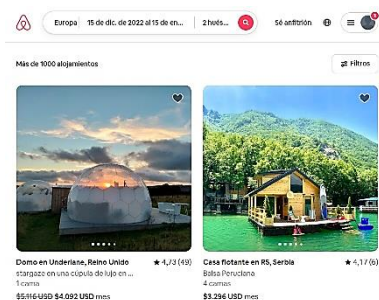 Europa 15 de dic. de 2022 al 15 de en... 2 hués... Sé anfitrión
Más de 1000 alojamientos
Filtros
Domo en Underlane, Reino Unido ★ 4,73 (49)
stargaze en una cúpula de lujo en ...
1 cama
$5.116 USD $4.092 USD mes
Casa flotante en RS, Serbia ★ 4,17 (6)
Balsa Peruciana
4 camas
$3.296 USD mes